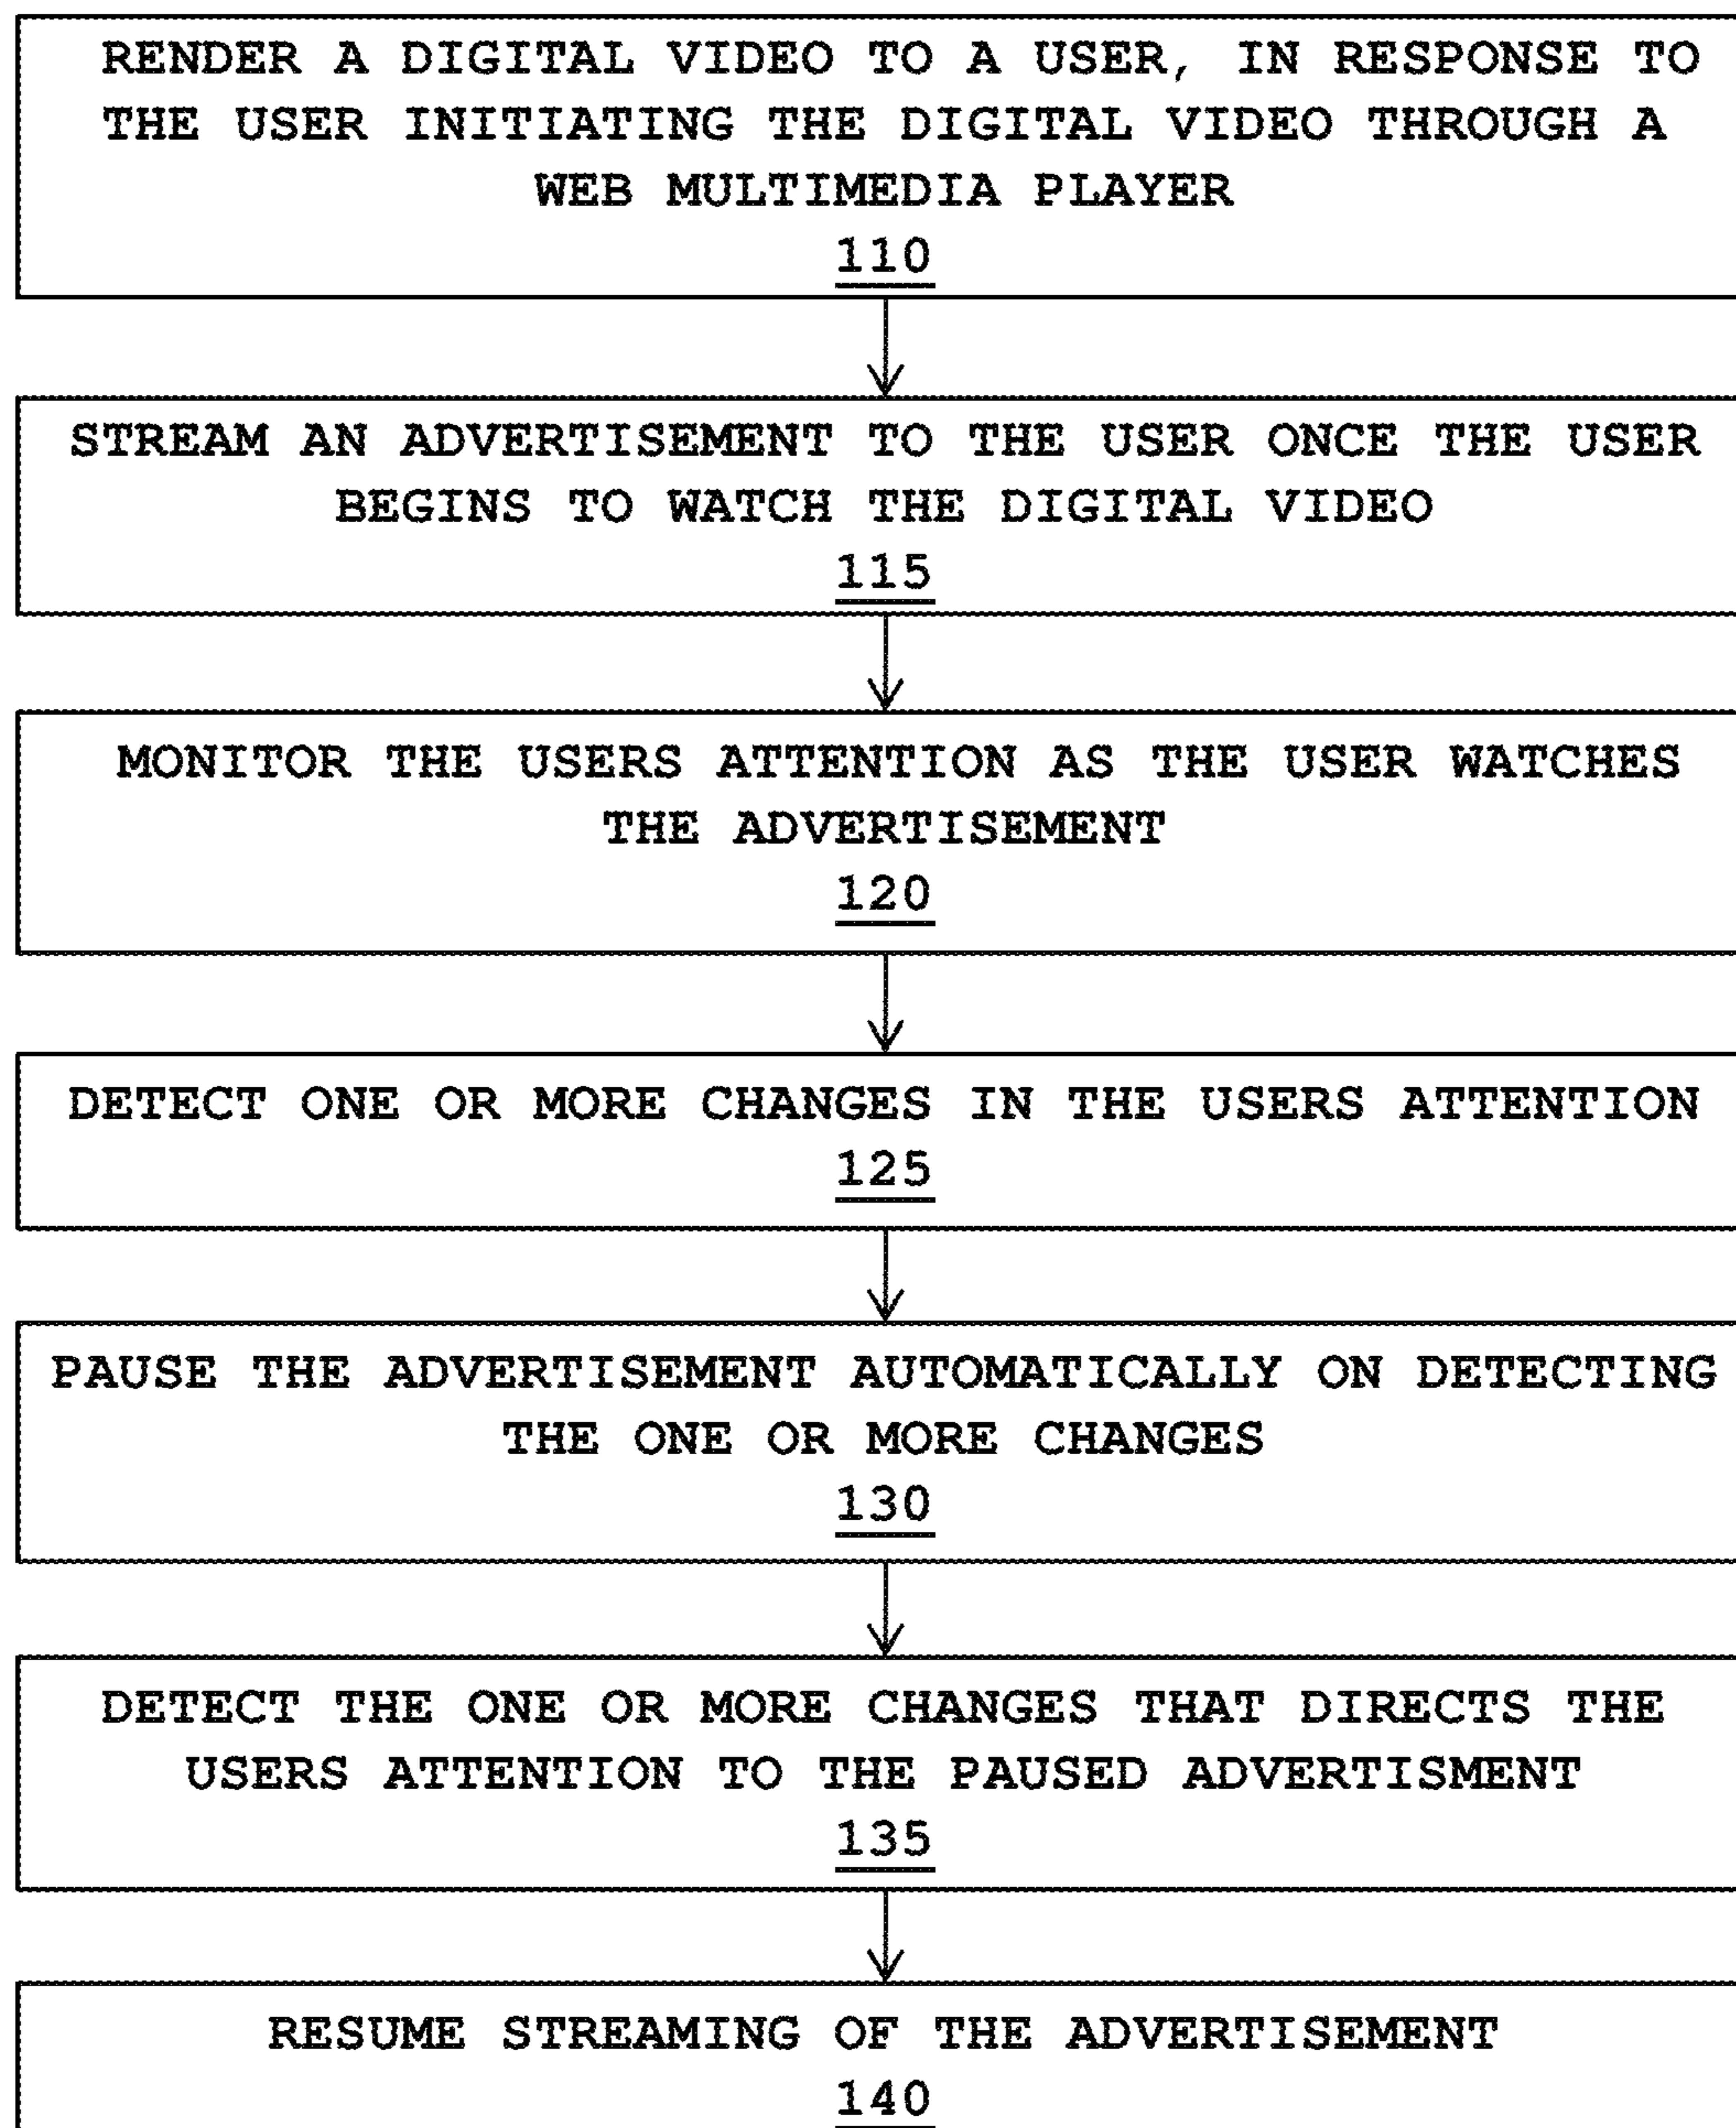 RENDER A DIGITAL VIDEO TO A USER, IN RESPONSE TO
THE USER INITIATING THE DIGITAL VIDEO THROUGH A
WEB MULTIMEDIA PLAYER
110
STREAM AN ADVERTISEMENT TO THE USER ONCE THE USER
BEGINS TO WATCH THE DIGITAL VIDEO
115
MONITOR THE USERS ATTENTION AS THE USER WATCHES
THE ADVERTISEMENT
120
DETECT ONE OR MORE CHANGES IN THE USERS ATTENTION
125
PAUSE THE ADVERTISEMENT AUTOMATICALLY ON DETECTING
THE ONE OR MORE CHANGES
130
DETECT THE ONE OR MORE CHANGES THAT DIRECTS THE
USERS ATTENTION TO THE PAUSED ADVERTISMENT
135
RESUME STREAMING OF THE ADVERTISEMENT
140